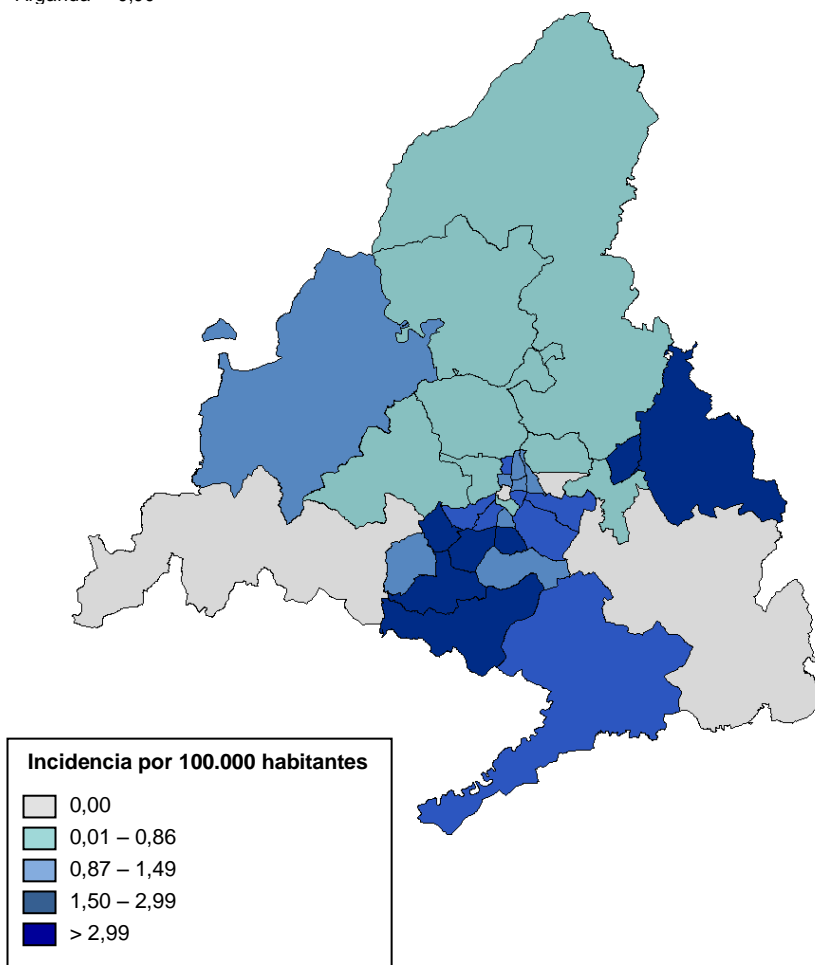 Incidencia por 100.000 habitantes
0,00
0,01 – 0,86
0,87 – 1,49
1,50 – 2,99
> 2,99